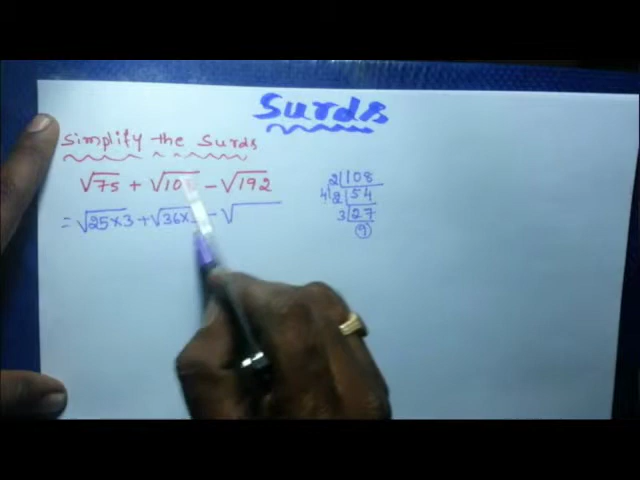 Surds
Simplify the Surds
√75 + √10 - √192
= √25×3 + √36× - √
2 108
4 2 54
3 27
9